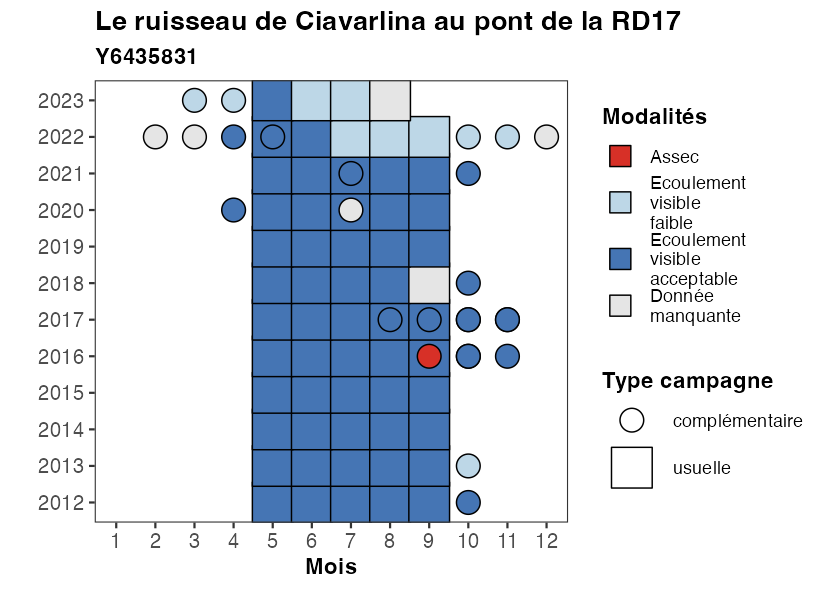 Le ruisseau de Ciavarlina au pont de la RD17
Y6435831
2023
2022
2021
2020
2019
2018
2017
2016
2015
2014
2013
2012
1 2 3 4 5 6 7 8 9 10 11 12
Mois
Modalités
Assec
Ecoulement
visible
faible
Ecoulement
visible
acceptable
Donnée
manquante
Type campagne
complémentaire
usuelle